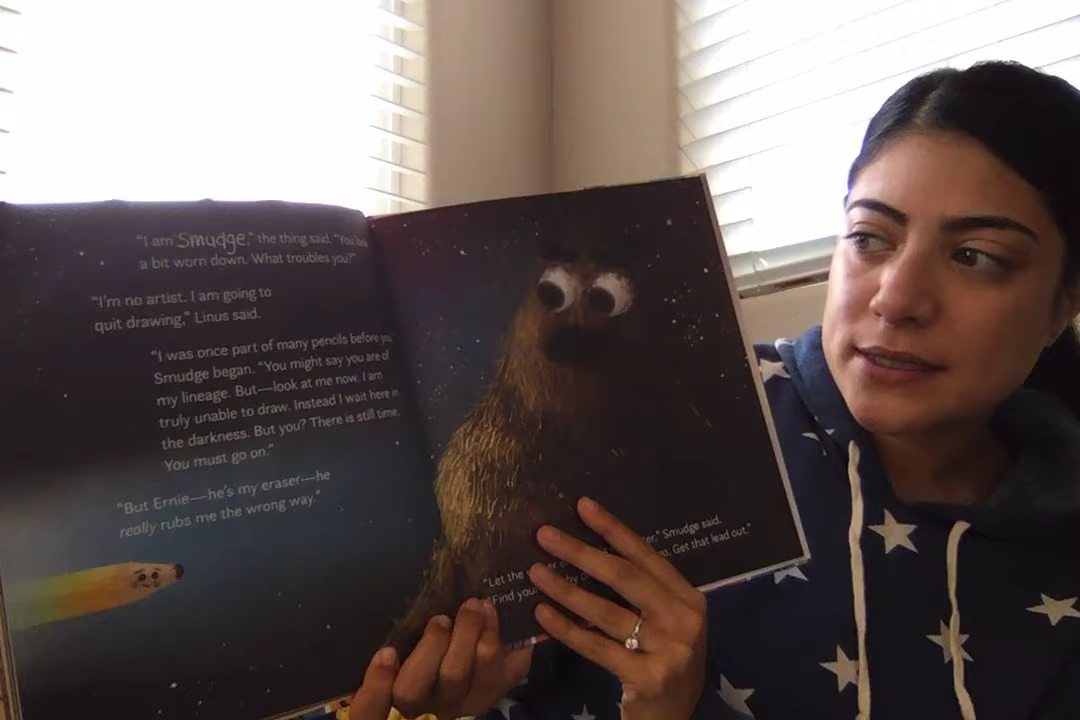 "I am Smudge," the thing said. "You look
a bit worn down. What troubles you?"
"I'm no artist. I am going to
quit drawing," Linus said.
"I was once part of many pencils before you
Smudge began. "You might say you are of
my lineage. But—look at me now. I am
truly unable to draw. Instead I wait here in
the darkness. But you? There is still time.
You must go on."
"But Ernie—he's my eraser—he
really rubs me the wrong way."
"Let the Smudge said.
"Find your Get that lead out."